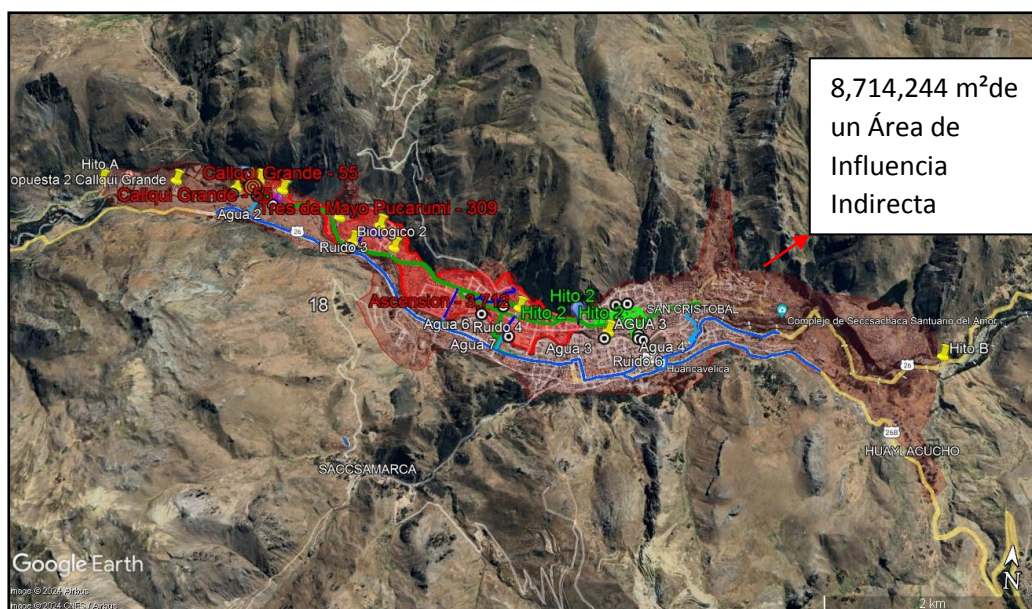 8,714,244 m²de
un Área de
Influencia
Indirecta
Hito A
opuesta 2 Callqui Grande
Callqui Grande - 55
Callqui Grande - 55
Tres de Mayo Pucarumi - 309
Agua 2
26
Biologico 2
Ruido 3
18
Ascension - 3
Hito 2
Hito 2
Hito 2
SAN CRISTOBAL
Complejo de Seccsachaca Santuario del Amor
Agua 6
Ruido 4
AGUA 3
Agua 7
Agua 3
Agua 4
Ruido 6
Huancavelica
Hito B
26
26B
HUAYLACUCHO
SACCSAMARCA
Google Earth
Image © 2024 Airbus
Image © 2024 CNES / Airbus
N
2 km